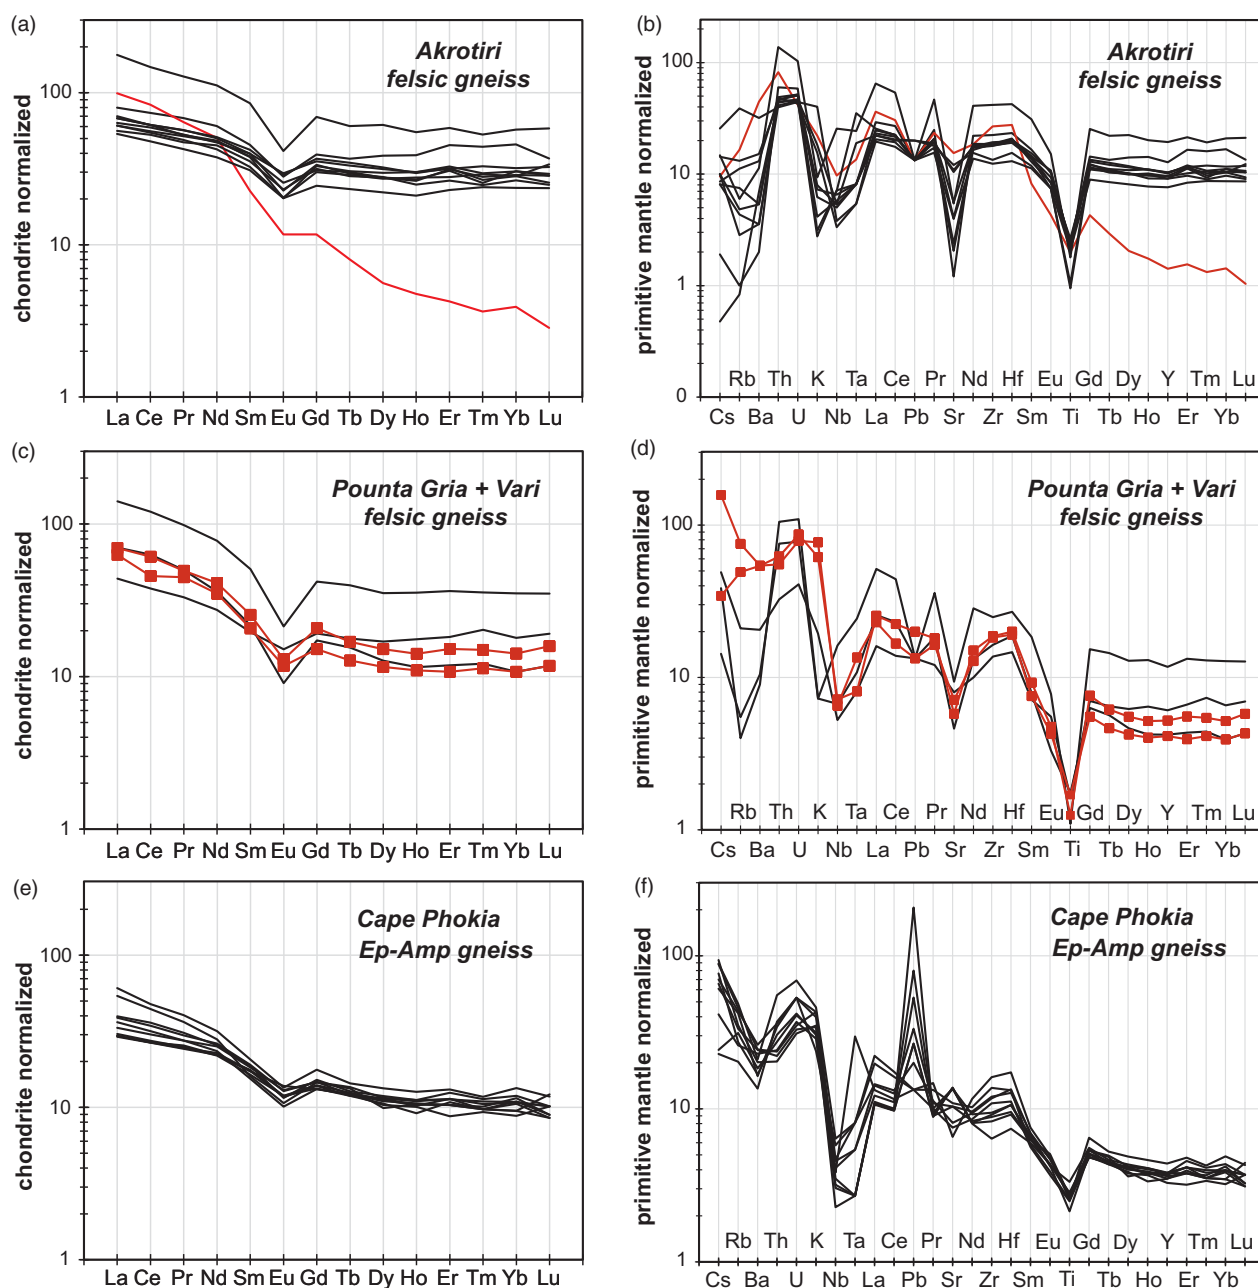 (a)
Akrotiri
felsic gneiss
chondrite normalized
100
10
1
La Ce Pr Nd Sm Eu Gd Tb Dy Ho Er Tm Yb Lu
(b)
Akrotiri
felsic gneiss
primitive mantle normalized
100
10
1
0
Rb Th K Ta Ce Pr Nd Hf Eu Gd Dy Y Tm Lu
Cs Ba U Nb La Pb Sr Zr Sm Ti Tb Ho Er Yb
(c)
Pounta Gria + Vari
felsic gneiss
chondrite normalized
100
10
1
La Ce Pr Nd Sm Eu Gd Tb Dy Ho Er Tm Yb Lu
(d)
Pounta Gria + Vari
felsic gneiss
primitive mantle normalized
100
10
1
Rb Th K Ta Ce Pr Nd Hf Eu Gd Dy Y Tm Lu
Cs Ba U Nb La Pb Sr Zr Sm Ti Tb Ho Er Yb
(e)
Cape Phokia
Ep-Amp gneiss
chondrite normalized
100
10
1
La Ce Pr Nd Sm Eu Gd Tb Dy Ho Er Tm Yb Lu
(f)
Cape Phokia
Ep-Amp gneiss
primitive mantle normalized
100
10
1
Rb Th K Ta Ce Pr Nd Hf Eu Gd Dy Y Tm Lu
Cs Ba U Nb La Pb Sr Zr Sm Ti Tb Ho Er Yb